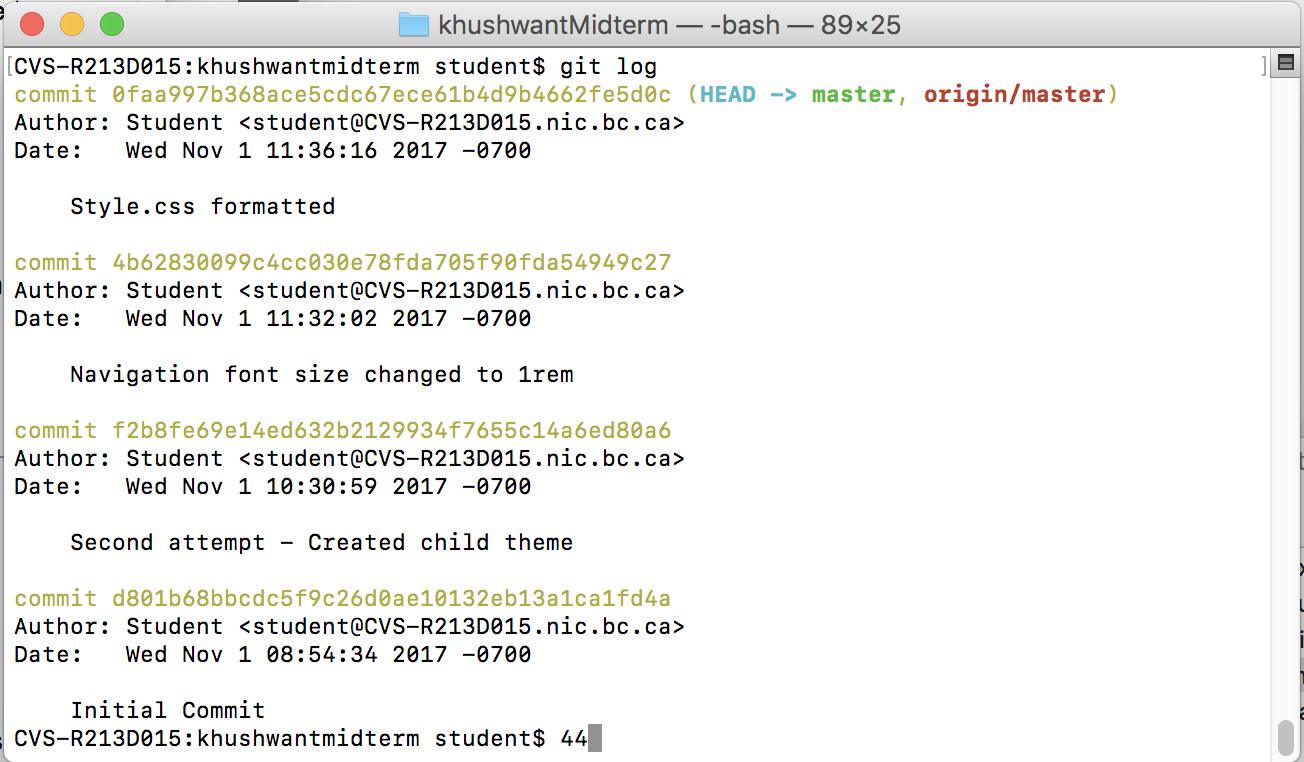 khushwantMidterm — -bash — 89×25
[CVS-R213D015:khushwantmidterm student$ git log ]
commit 0faa997b368ace5cdc67ece61b4d9b4662fe5d0c (HEAD -> master, origin/master)
Author: Student <student@CVS-R213D015.nic.bc.ca>
Date:   Wed Nov 1 11:36:16 2017 -0700
Style.css formatted
commit 4b62830099c4cc030e78fda705f90fda54949c27
Author: Student <student@CVS-R213D015.nic.bc.ca>
Date:   Wed Nov 1 11:32:02 2017 -0700
Navigation font size changed to 1rem
commit f2b8fe69e14ed632b2129934f7655c14a6ed80a6
Author: Student <student@CVS-R213D015.nic.bc.ca>
Date:   Wed Nov 1 10:30:59 2017 -0700
Second attempt - Created child theme
commit d801b68bbcdc5f9c26d0ae10132eb13a1ca1fd4a
Author: Student <student@CVS-R213D015.nic.bc.ca>
Date:   Wed Nov 1 08:54:34 2017 -0700
Initial Commit
CVS-R213D015:khushwantmidterm student$ 44